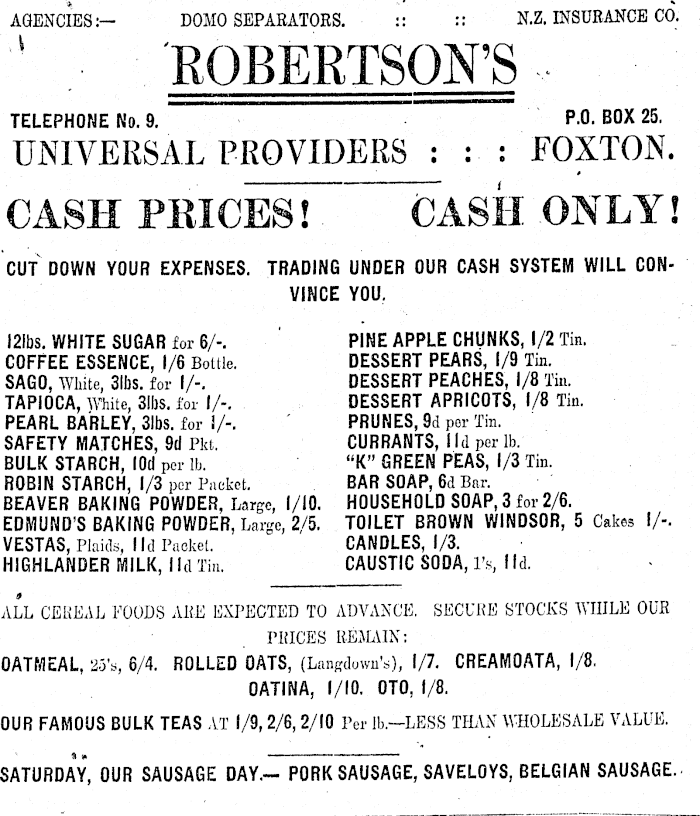 AGENCIES:— DOMO SEPARATORS. :: :: N.Z. INSURANCE CO.
ROBERTSON'S
TELEPHONE No. 9. P.O. BOX 25.
UNIVERSAL PROVIDERS : : : FOXTON.
CASH PRICES! CASH ONLY!
CUT DOWN YOUR EXPENSES. TRADING UNDER OUR CASH SYSTEM WILL CON-
VINCE YOU.
12lbs. WHITE SUGAR for 6/-.
COFFEE ESSENCE, 1/6 Bottle.
SAGO, White, 3lbs. for 1/-.
TAPIOCA, White, 3lbs. for 1/-.
PEARL BARLEY, 3lbs. for 1/-.
SAFETY MATCHES, 9d Pkt.
BULK STARCH, 10d per lb.
ROBIN STARCH, 1/3 per Packet.
BEAVER BAKING POWDER, Large, 1/10.
EDMUND'S BAKING POWDER, Large, 2/5.
VESTAS, Plaids, 11d Packet.
HIGHLANDER MILK, 11d Tin.
PINE APPLE CHUNKS, 1/2 Tin.
DESSERT PEARS, 1/9 Tin.
DESSERT PEACHES, 1/8 Tin.
DESSERT APRICOTS, 1/8 Tin.
PRUNES, 9d per Tin.
CURRANTS, 11d per lb.
"K" GREEN PEAS, 1/3 Tin.
BAR SOAP, 6d Bar.
HOUSEHOLD SOAP, 3 for 2/6.
TOILET BROWN WINDSOR, 5 Cakes 1/-.
CANDLES, 1/3.
CAUSTIC SODA, 1's, 11d.
ALL CEREAL FOODS ARE EXPECTED TO ADVANCE. SECURE STOCKS WHILE OUR
PRICES REMAIN:
OATMEAL, 25's, 6/4. ROLLED OATS, (Langdown's), 1/7. CREAMOATA, 1/8.
OATINA, 1/10. OTO, 1/8.
OUR FAMOUS BULK TEAS AT 1/9, 2/6, 2/10 Per lb.—LESS THAN WHOLESALE VALUE.
SATURDAY, OUR SAUSAGE DAY.— PORK SAUSAGE, SAVELOYS, BELGIAN SAUSAGE.